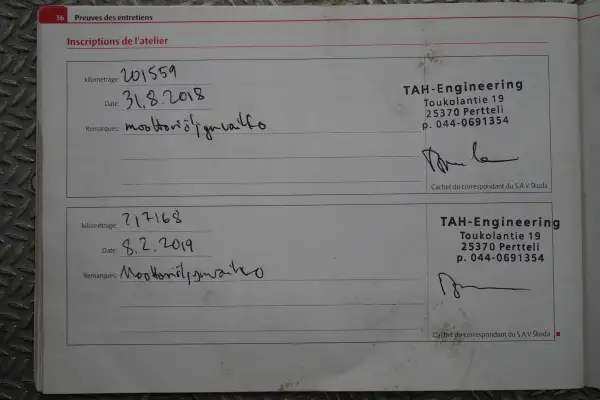 36 Preuves des entretiens
Inscriptions de l'atelier
kilométrage: 201559
Date: 31.8.2018
Remarques: moottoriöljynvaihto
TAH-Engineering
Toukolantie 19
25370 Pertteli
p. 044-0691354
Cachet du correspondant du S.A.V. Škoda
kilométrage: 217168
Date: 8.2.2019
Remarques: Moottoriöljynvaihto
TAH-Engineering
Toukolantie 19
25370 Pertteli
p. 044-0691354
Cachet du correspondant du S.A.V. Škoda